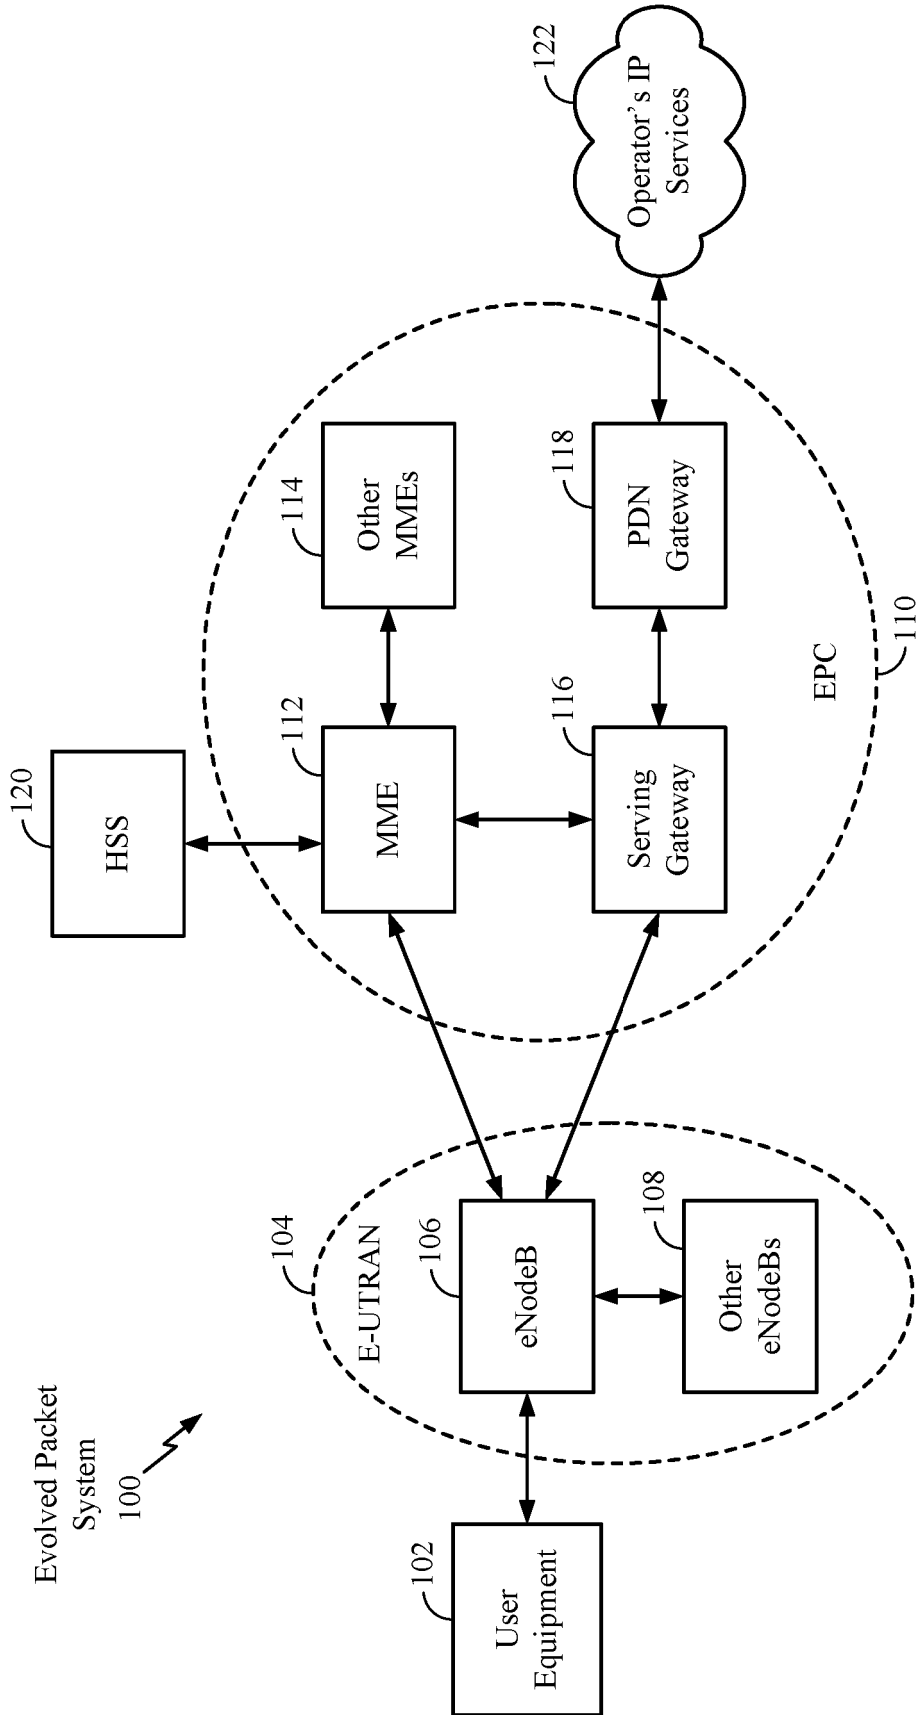 Evolved Packet
System
100
120
HSS
104
E-UTRAN
106
eNodeB
108
Other
eNodeBs
102
User
Equipment
112
MME
114
Other
MMEs
116
Serving
Gateway
118
PDN
Gateway
EPC
110
122
Operator's IP
Services